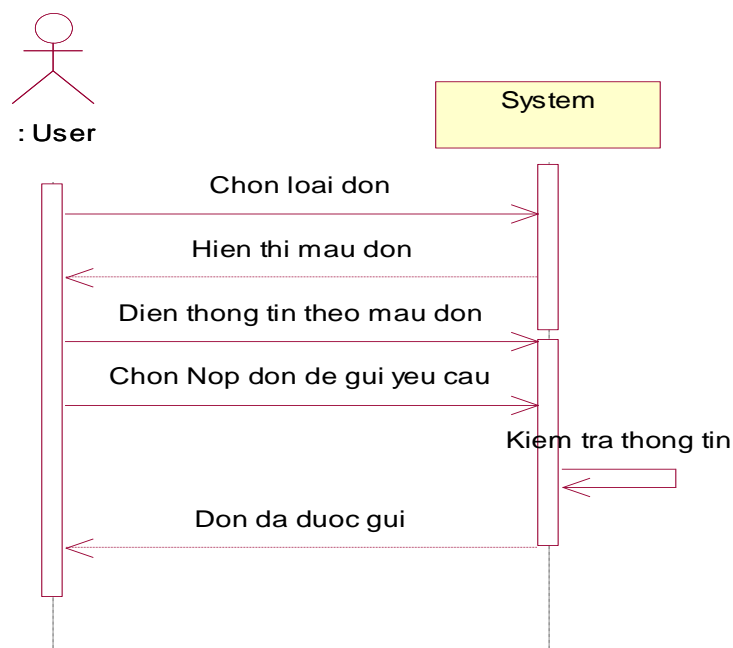 System
: User
Chon loai don
Hien thi mau don
Dien thong tin theo mau don
Chon Nop don de gui yeu cau
Kiem tra thong tin
Don da duoc gui